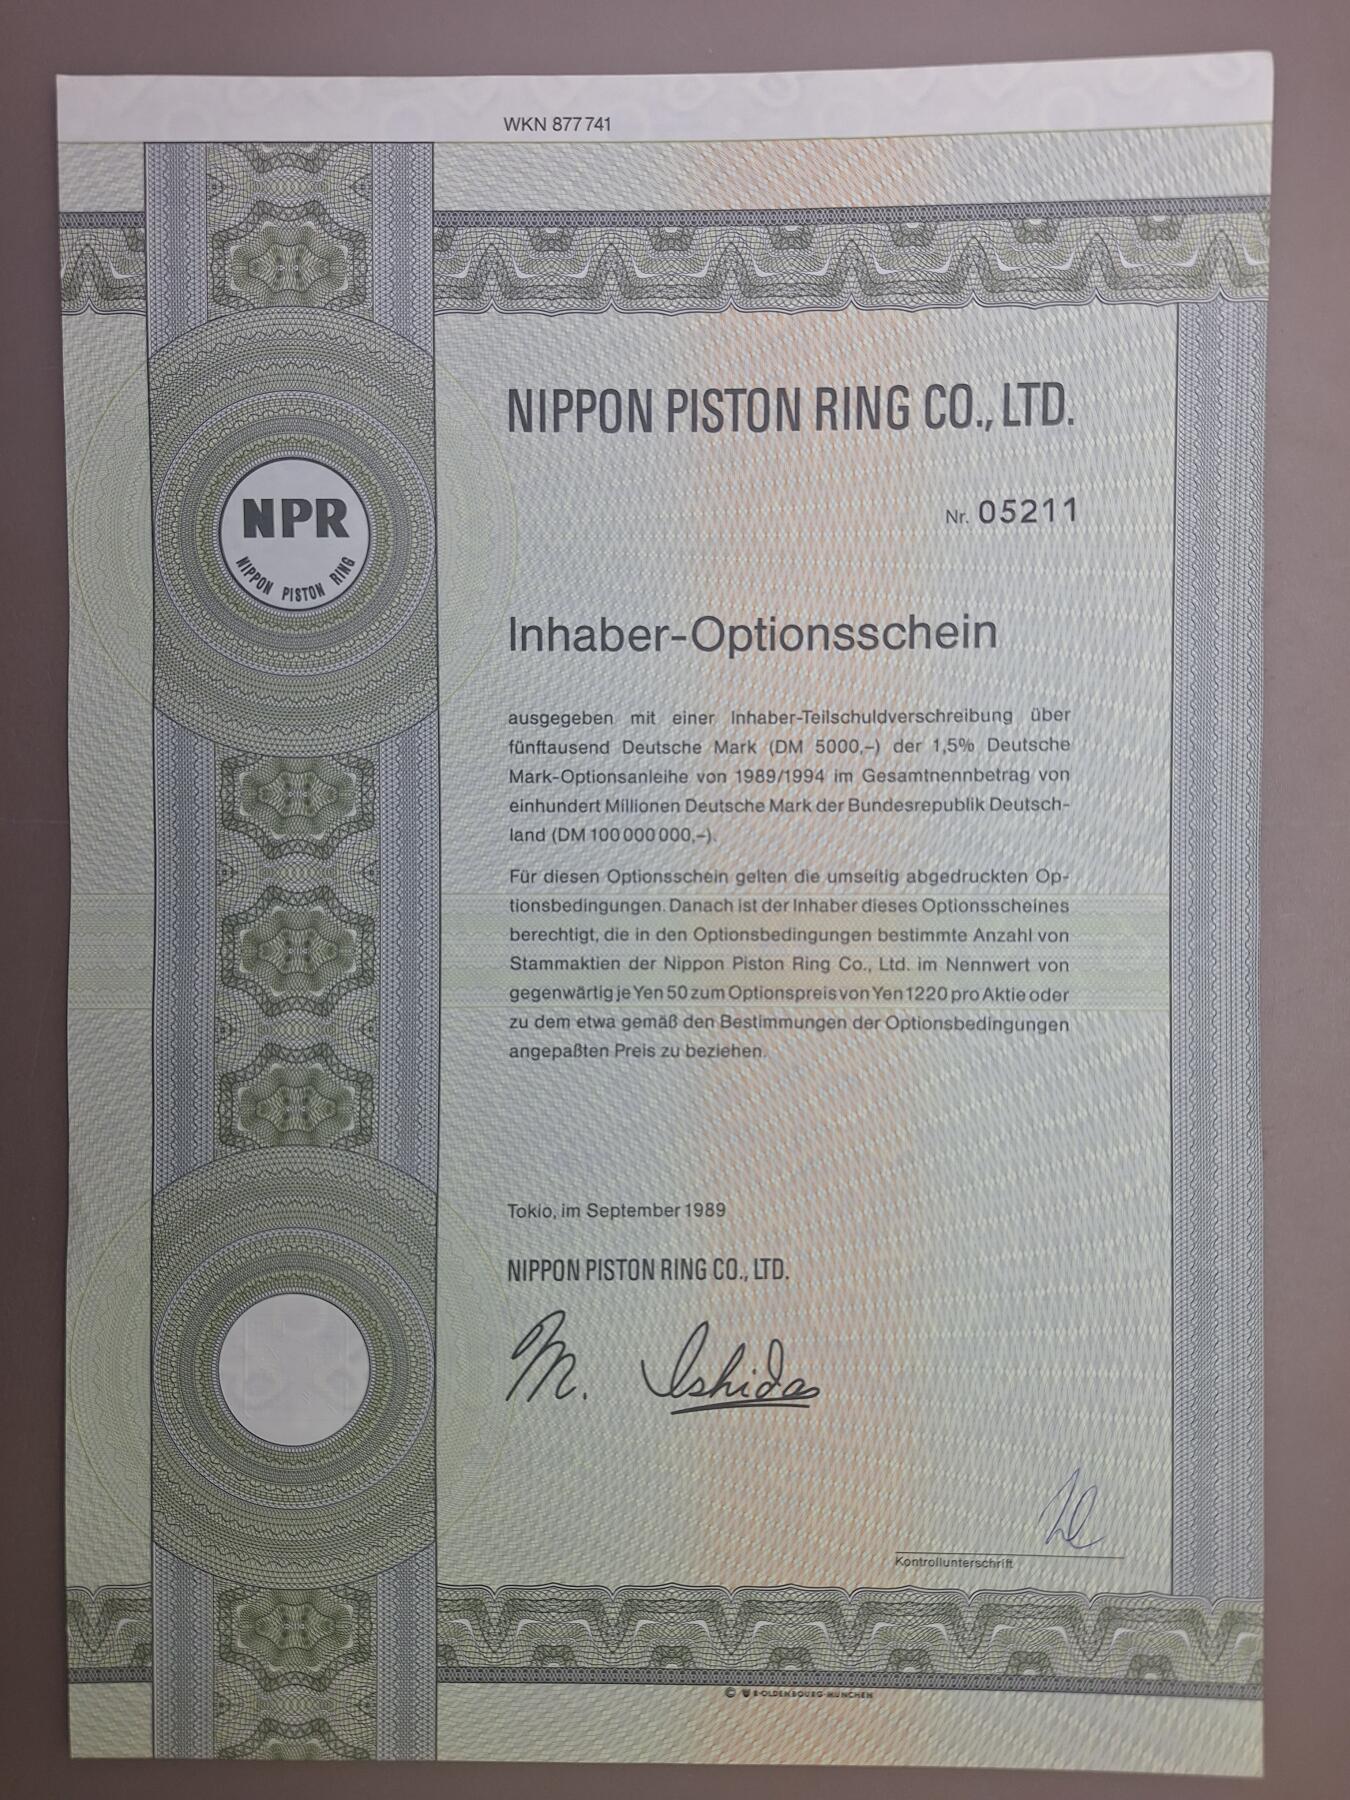 WKN 877 741
NIPPON PISTON RING CO., LTD.
NPR
NIPPON PISTON RING
Nr. 05211
Inhaber-Optionsschein
ausgegeben mit einer Inhaber-Teilschuldverschreibung über
fünftausend Deutsche Mark (DM 5000,–) der 1,5% Deutsche
Mark-Optionsanleihe von 1989/1994 im Gesamtnennbetrag von
einhundert Millionen Deutsche Mark der Bundesrepublik Deutsch-
land (DM 100 000 000,–).
Für diesen Optionsschein gelten die umseitig abgedruckten Op-
tionsbedingungen. Danach ist der Inhaber dieses Optionsscheines
berechtigt, die in den Optionsbedingungen bestimmte Anzahl von
Stammaktien der Nippon Piston Ring Co., Ltd. im Nennwert von
gegenwärtig je Yen 50 zum Optionspreis von Yen 1220 pro Aktie oder
zu dem etwa gemäß den Bestimmungen der Optionsbedingungen
angepaßten Preis zu beziehen.
Tokio, im September 1989
NIPPON PISTON RING CO., LTD.
M. Ishida
Kontrollunterschrift
© R·OLDENBOURG·MÜNCHEN